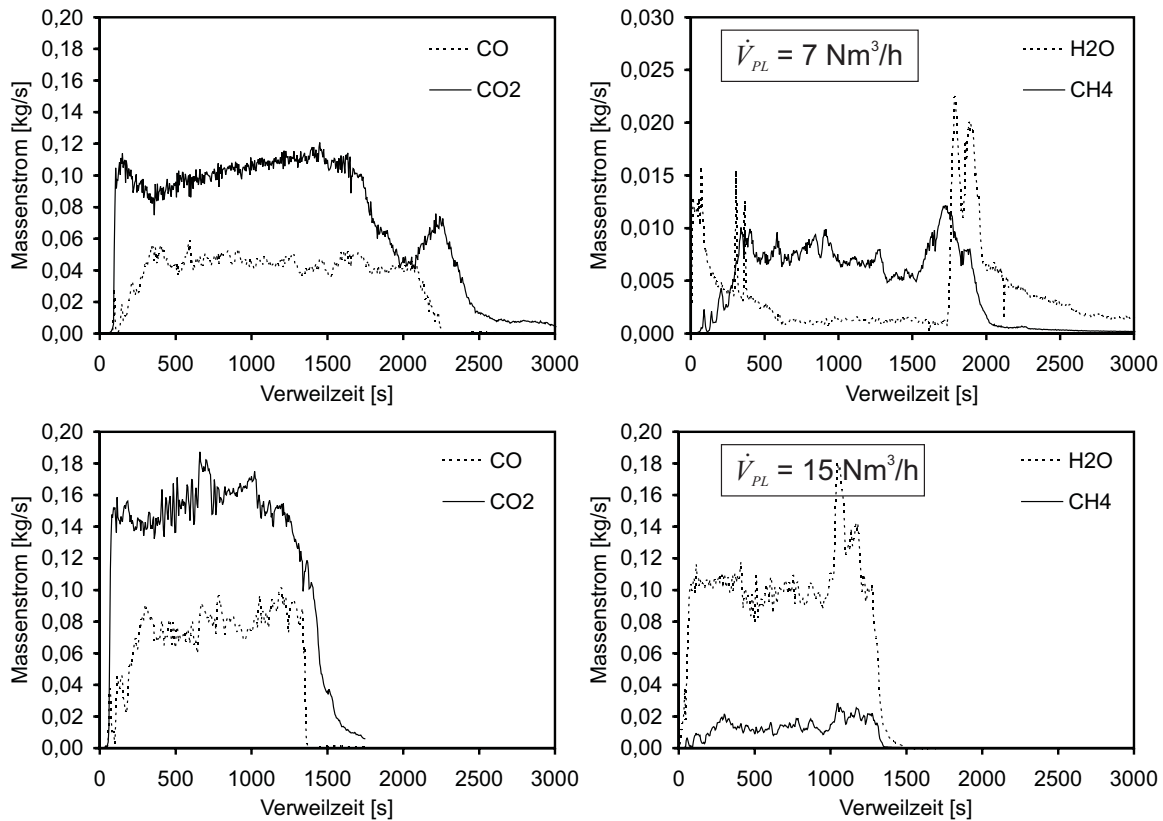 Massenstrom [kg/s]
0,20
0,18
0,16
0,14
0,12
0,10
0,08
0,06
0,04
0,02
0,00
CO
CO2
0 500 1000 1500 2000 2500 3000
Verweilzeit [s]
Massenstrom [kg/s]
0,030
0,025
0,020
0,015
0,010
0,005
0,000
V̇PL = 7 Nm³/h
H2O
CH4
0 500 1000 1500 2000 2500 3000
Verweilzeit [s]
Massenstrom [kg/s]
0,20
0,18
0,16
0,14
0,12
0,10
0,08
0,06
0,04
0,02
0,00
CO
CO2
0 500 1000 1500 2000 2500 3000
Verweilzeit [s]
Massenstrom [kg/s]
0,20
0,18
0,16
0,14
0,12
0,10
0,08
0,06
0,04
0,02
0,00
V̇PL = 15 Nm³/h
H2O
CH4
0 500 1000 1500 2000 2500 3000
Verweilzeit [s]